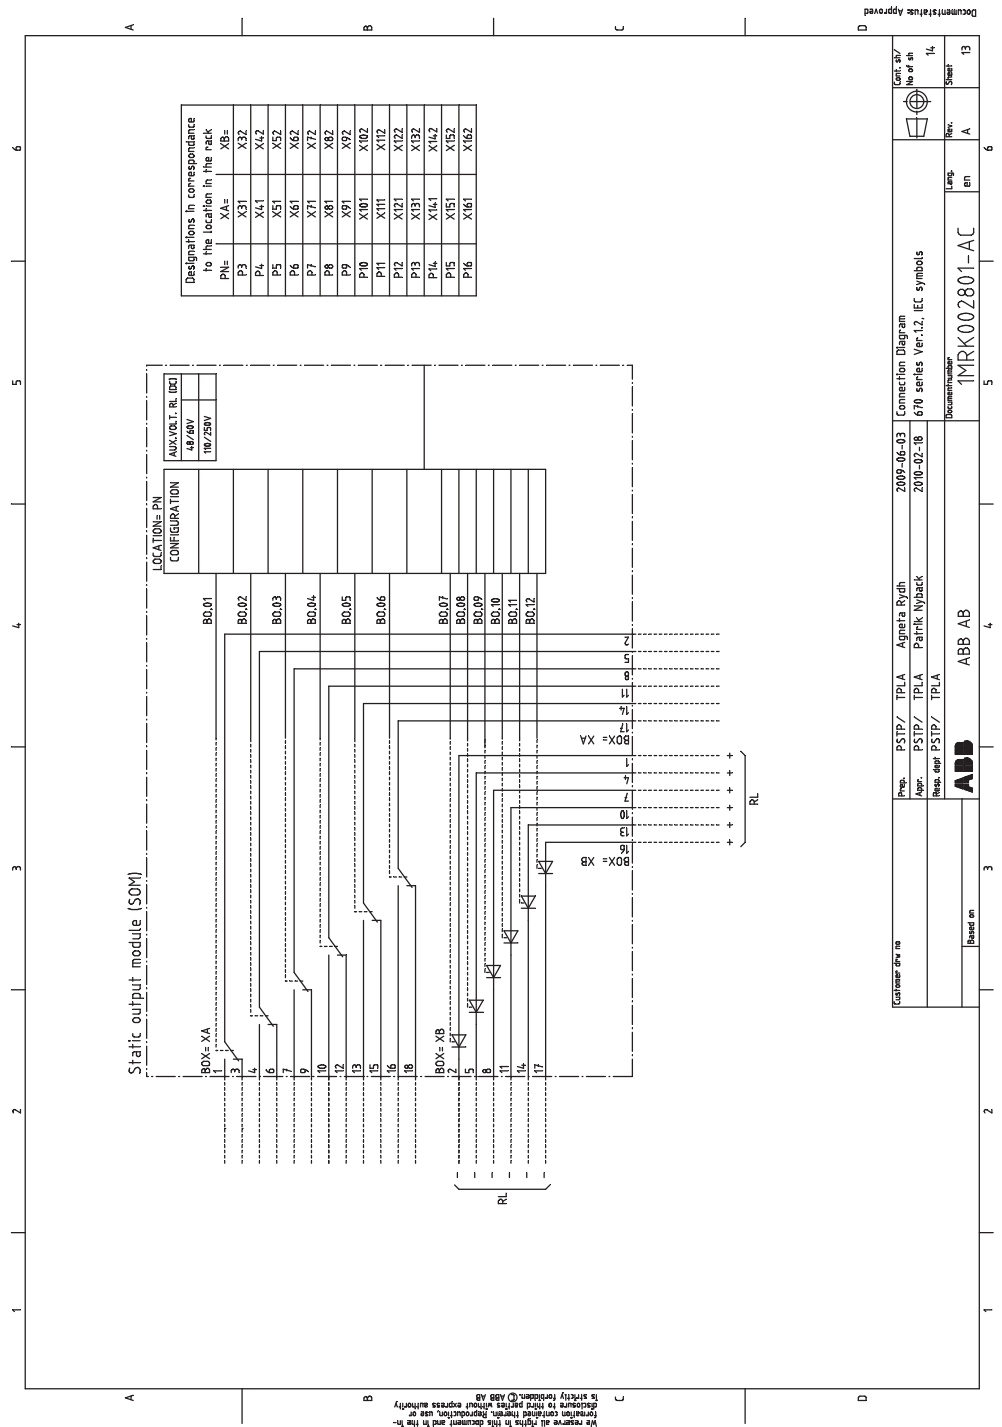 Documentstatus: Approved
1
2
3
4
5
6
A
B
C
D
Static output module (SOM)
LOCATION= PN
CONFIGURATION
AUX.VOLT. RL (DC)
48/60V
110/250V
BO.01
BO.02
BO.03
BO.04
BO.05
BO.06
BO.07
BO.08
BO.09
BO.10
BO.11
BO.12
BOX= XA
1
3
4
6
7
9
10
12
13
15
16
18
BOX= XB
2
5
8
11
14
17
- - - - - -
RL
2
5
8
11
14
17
BOX= XA
1
4
7
10
13
16
BOX= XB
+ + + + + +
RL
Designations in correspondance
to the location in the rack
PN= XA= XB=
P3 X31 X32
P4 X41 X42
P5 X51 X52
P6 X61 X62
P7 X71 X72
P8 X81 X82
P9 X91 X92
P10 X101 X102
P11 X111 X112
P12 X121 X122
P13 X131 X132
P14 X141 X142
P15 X151 X152
P16 X161 X162
We reserve all rights in this document and in the in-
formation contained therein. Reproduction, use or
disclosure to third parties without express authority
is strictly forbidden. © ABB AB
A
B
C
D
1
2
3
4
5
6
Customer drw no
Based on
Prep. PSTP/ TPLA Agneta Rydh 2009-06-03
Appr. PSTP/ TPLA Patrik Nyback 2010-02-18
Resp. dept PSTP/ TPLA
ABB
ABB AB
Connection Diagram
670 series Ver.1.2, IEC symbols
Documentnumber
1MRK002801-AC
Lang.
en
Rev.
A
Cont. sh/
No of sh
14
Sheet
13